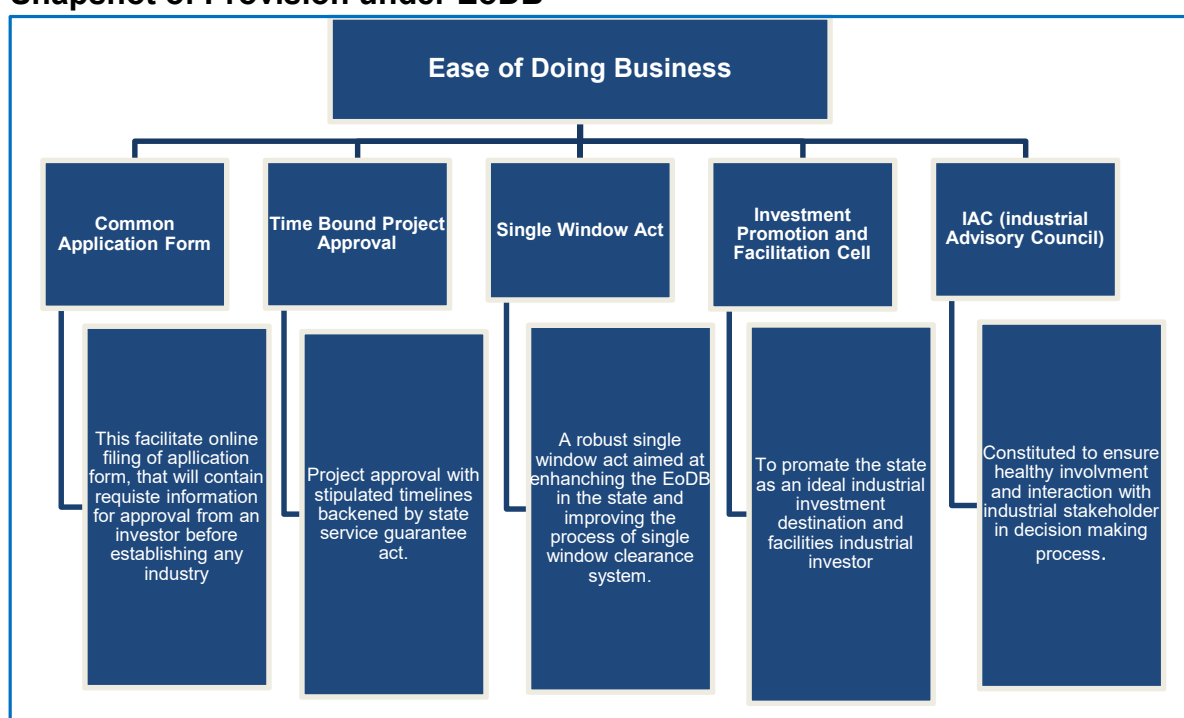 Snapshot of Provision under EoDB
Ease of Doing Business
Common
Application Form
Time Bound Project
Approval
Single Window Act
Investment
Promotion and
Facilitation Cell
IAC (industrial
Advisory Council)
This facilitate online
filing of apllication
form, that will contain
requiste information
for approval from an
investor before
establishing any
industry
Project approval with
stipulated timelines
backened by state
service guarantee
act.
A robust single
window act aimed at
enhanching the EoDB
in the state and
improving the
process of single
window clearance
system.
To promate the state
as an ideal industrial
investment
destination and
facilities industrial
investor
Constituted to ensure
healthy involvment
and interaction with
industrial stakeholder
in decision making
process.